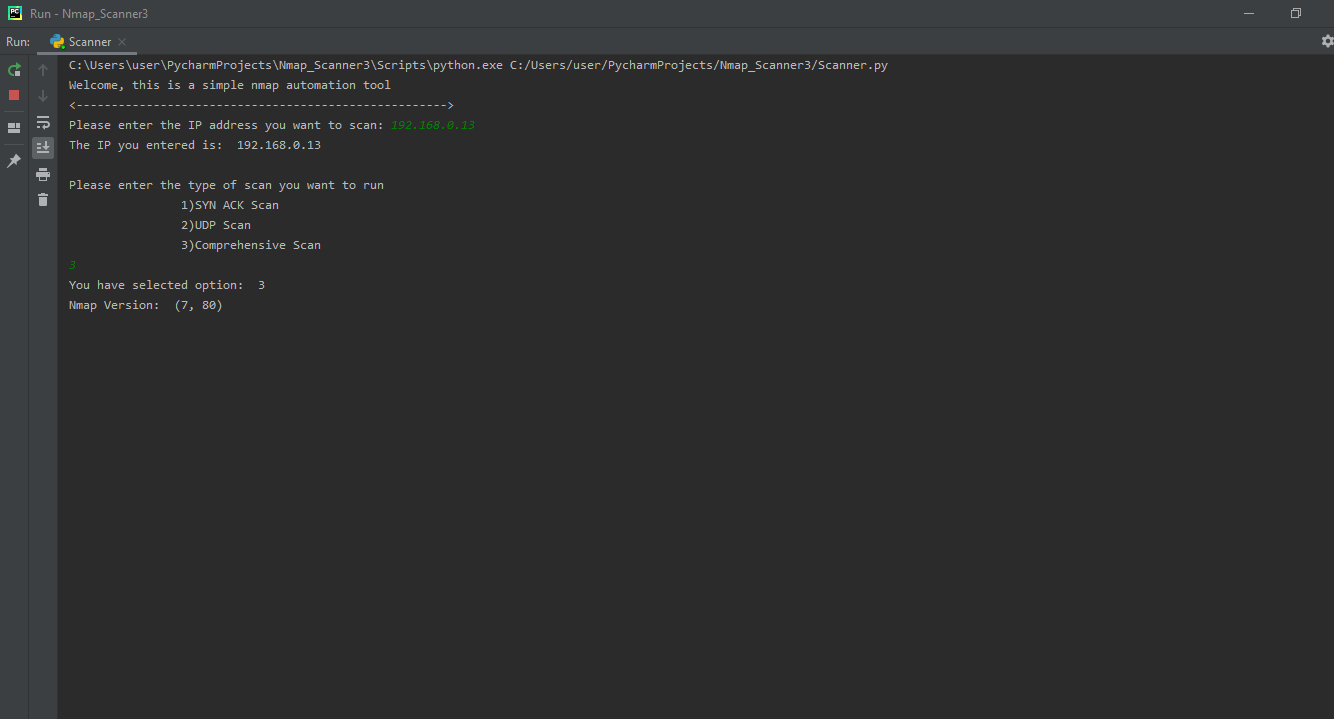 PC
Run - Nmap_Scanner3
Run:
Scanner
C:\Users\user\PycharmProjects\Nmap_Scanner3\Scripts\python.exe C:/Users/user/PycharmProjects/Nmap_Scanner3/Scanner.py
Welcome, this is a simple nmap automation tool
<----------------------------------------------------->
Please enter the IP address you want to scan: 192.168.0.13
The IP you entered is:  192.168.0.13
Please enter the type of scan you want to run
1)SYN ACK Scan
2)UDP Scan
3)Comprehensive Scan
3
You have selected option:  3
Nmap Version:  (7, 80)